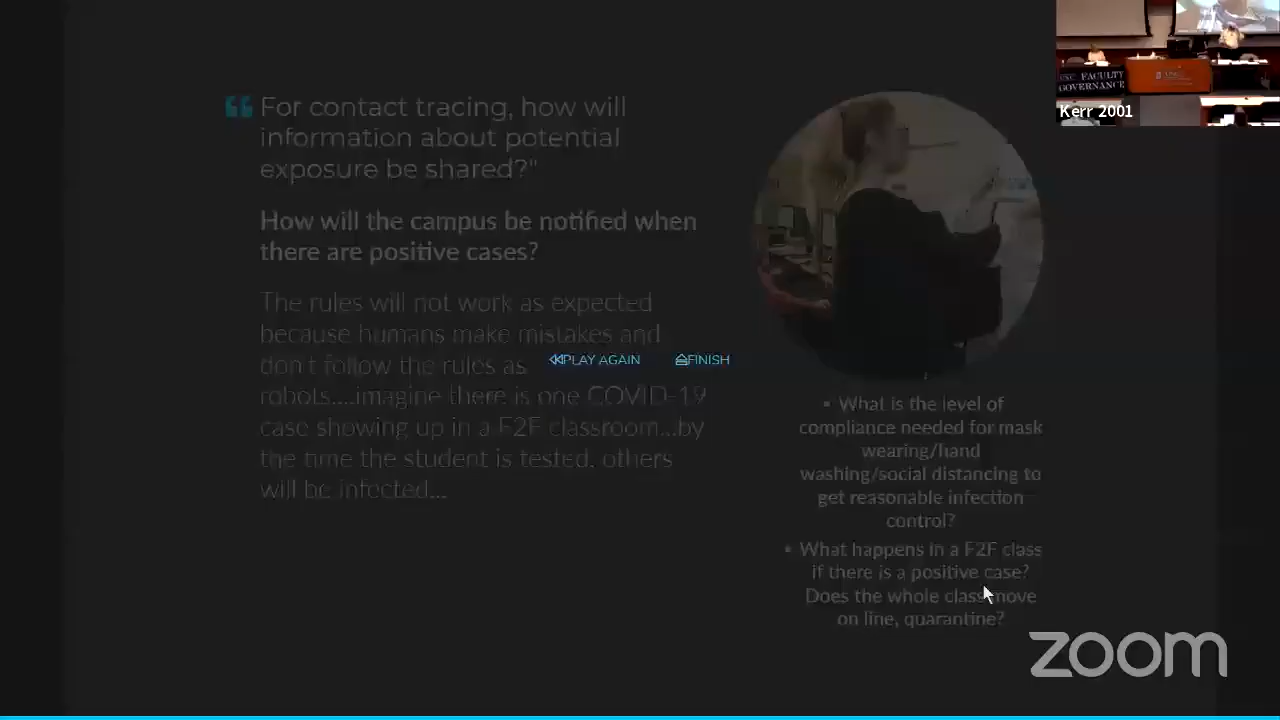 For contact tracing, how will
information about potential
exposure be shared?"
How will the campus be notified when
there are positive cases?
The rules will not work as expected
because humans make mistakes and
don't follow the rules as
robots....imagine there is one COVID-19
case showing up in a F2F classroom...by
the time the student is tested, others
will be infected...
PLAY AGAIN
FINISH
• What is the level of
compliance needed for mask
wearing/hand
washing/social distancing to
get reasonable infection
control?
• What happens in a F2F class
if there is a positive case?
Does the whole class move
on line, quarantine?
FACULTY
GOVERNANCE
Kerr 2001
zoom